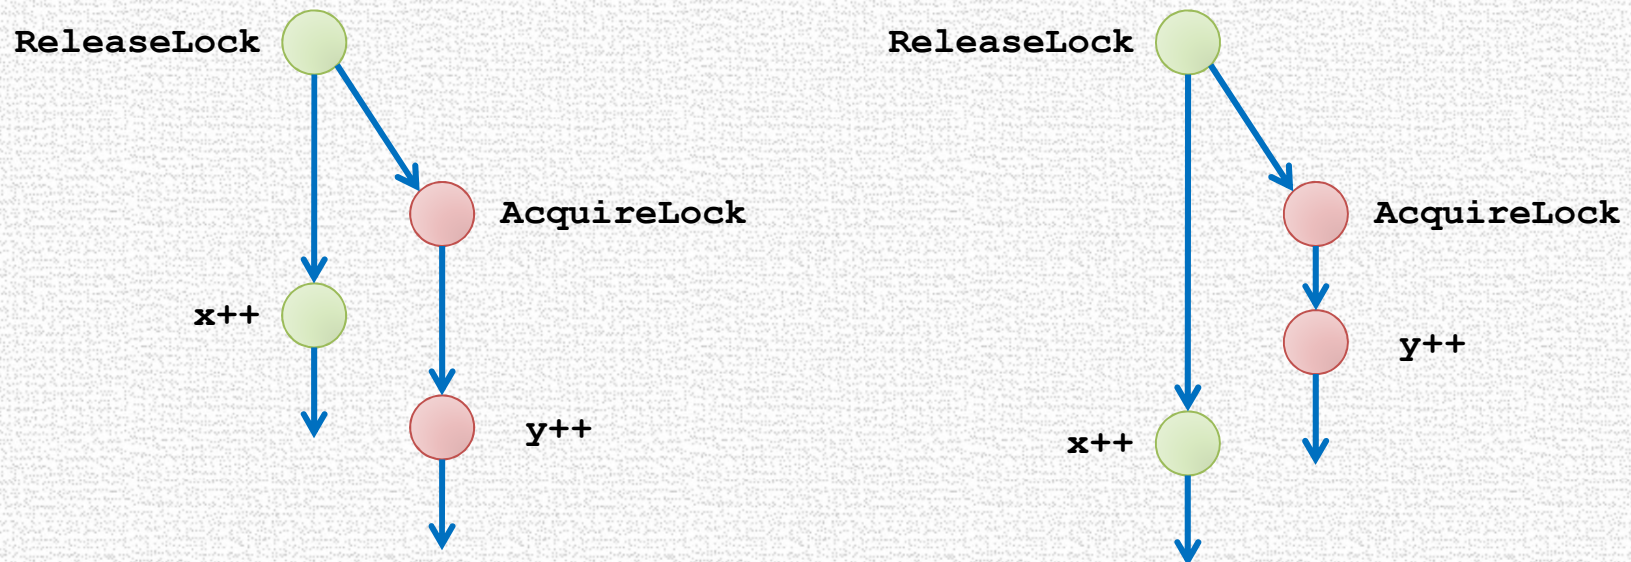 ReleaseLock
AcquireLock
x++
y++
ReleaseLock
AcquireLock
y++
x++